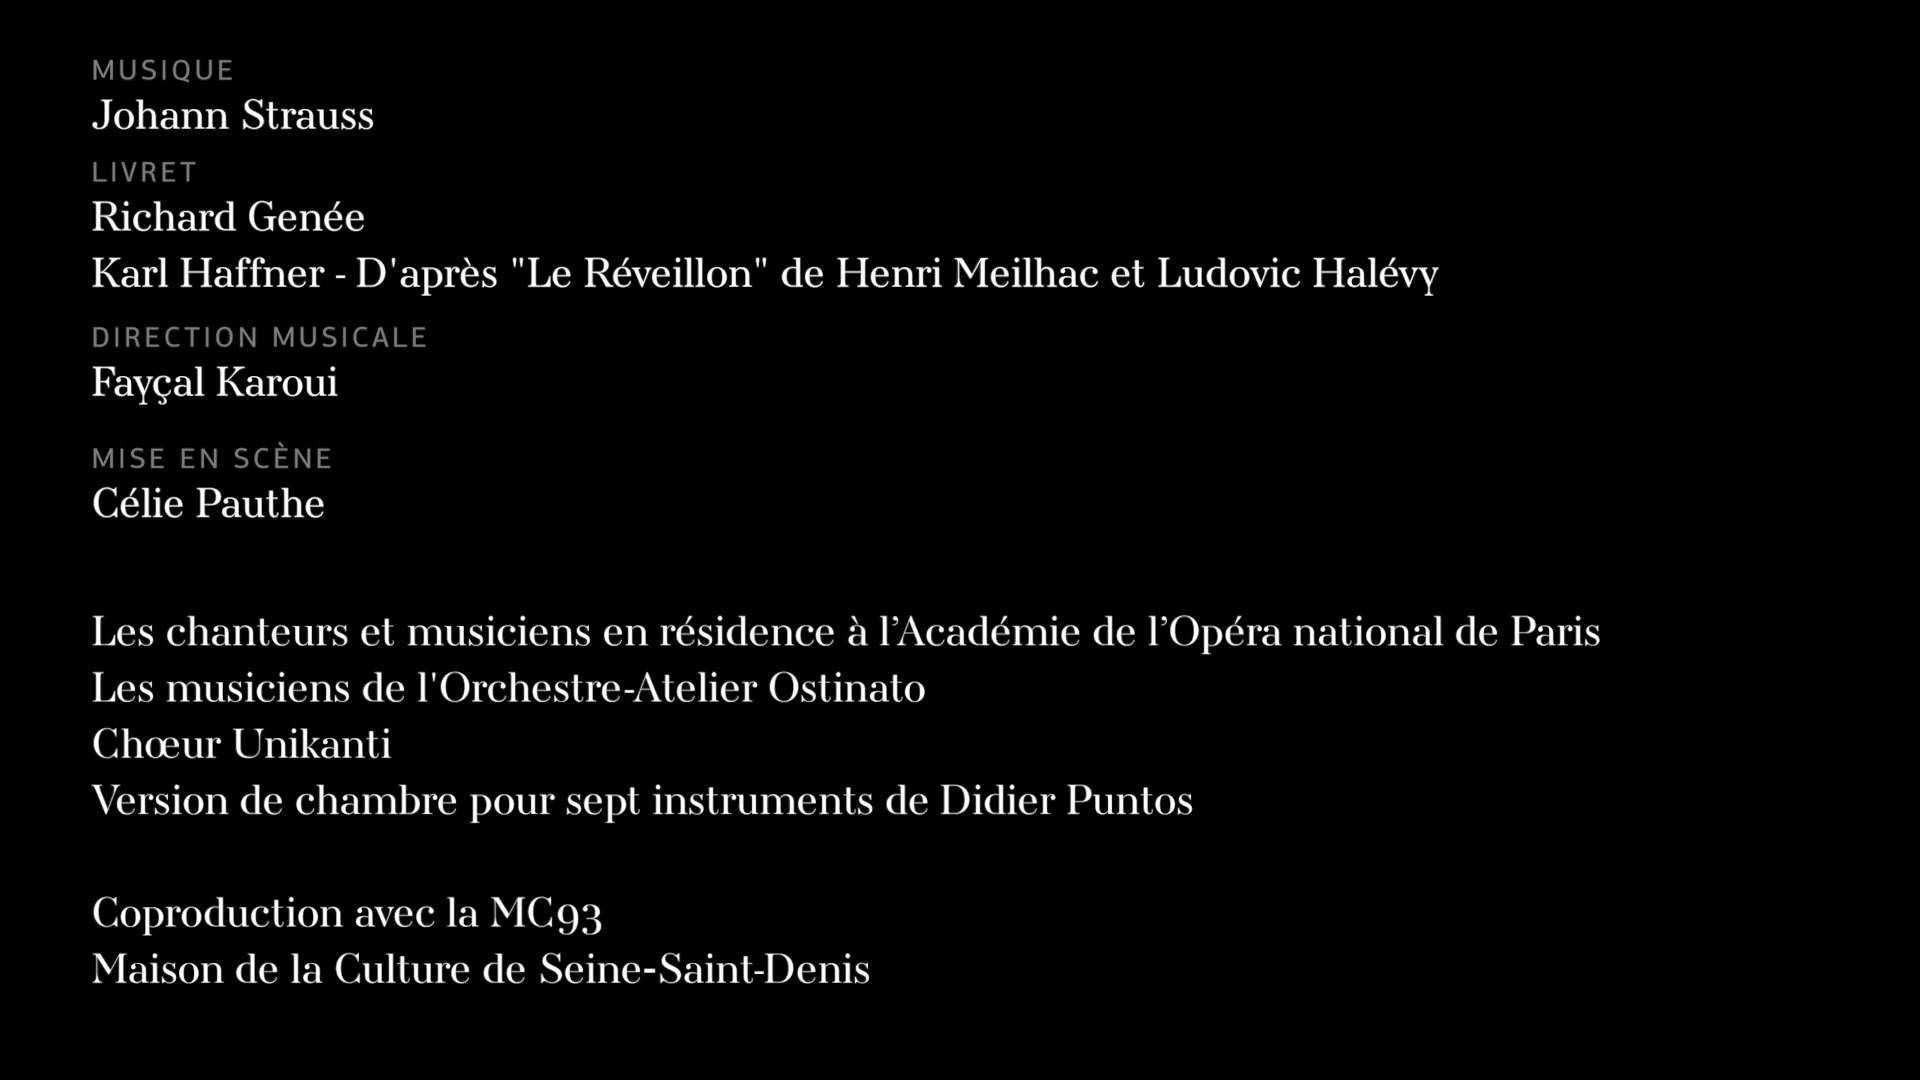 MUSIQUE
Johann Strauss
LIVRET
Richard Genée
Karl Haffner - D'après "Le Réveillon" de Henri Meilhac et Ludovic Halévy
DIRECTION MUSICALE
Fayçal Karoui
MISE EN SCÈNE
Célie Pauthe
Les chanteurs et musiciens en résidence à l’Académie de l’Opéra national de Paris
Les musiciens de l'Orchestre-Atelier Ostinato
Chœur Unikanti
Version de chambre pour sept instruments de Didier Puntos
Coproduction avec la MC93
Maison de la Culture de Seine-Saint-Denis